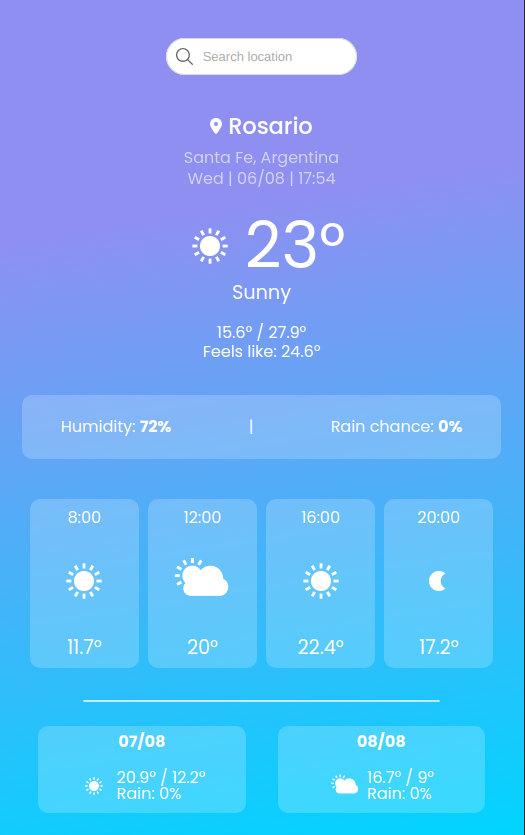 Search location
Rosario
Santa Fe, Argentina
Wed | 06/08 | 17:54
23°
Sunny
15.6° / 27.9°
Feels like: 24.6°
Humidity: 72% | Rain chance: 0%
8:00 12:00 16:00 20:00
11.7° 20° 22.4° 17.2°
07/08 08/08
20.9° / 12.2° 16.7° / 9°
Rain: 0% Rain: 0%